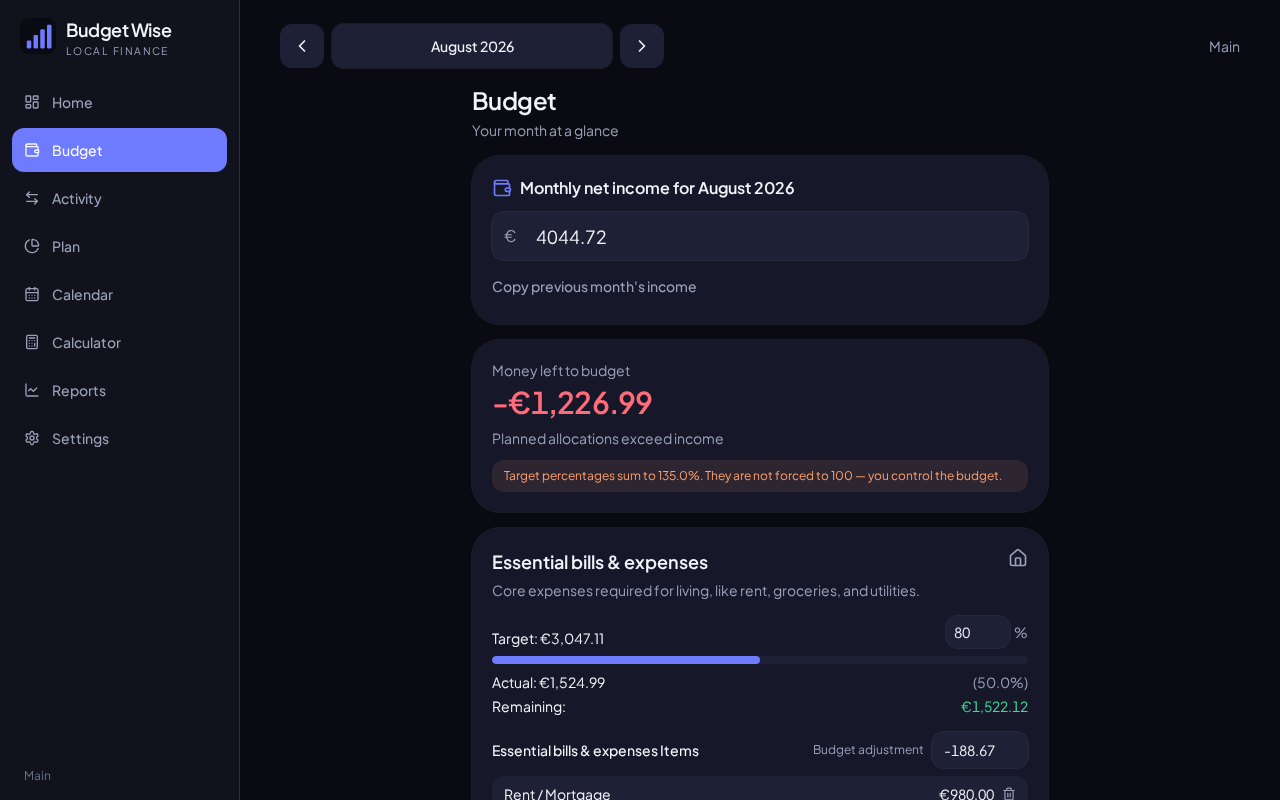 BudgetWise
LOCAL FINANCE
Home
Budget
Activity
Plan
Calendar
Calculator
Reports
Settings
Main
August 2026
Main
Budget
Your month at a glance
Monthly net income for August 2026
€ 4044.72
Copy previous month's income
Money left to budget
-€1,226.99
Planned allocations exceed income
Target percentages sum to 135.0%. They are not forced to 100 — you control the budget.
Essential bills & expenses
Core expenses required for living, like rent, groceries, and utilities.
Target: €3,047.11 80 %
Actual: €1,524.99 (50.0%)
Remaining: €1,522.12
Essential bills & expenses Items Budget adjustment -188.67
Rent / Mortgage €980.00